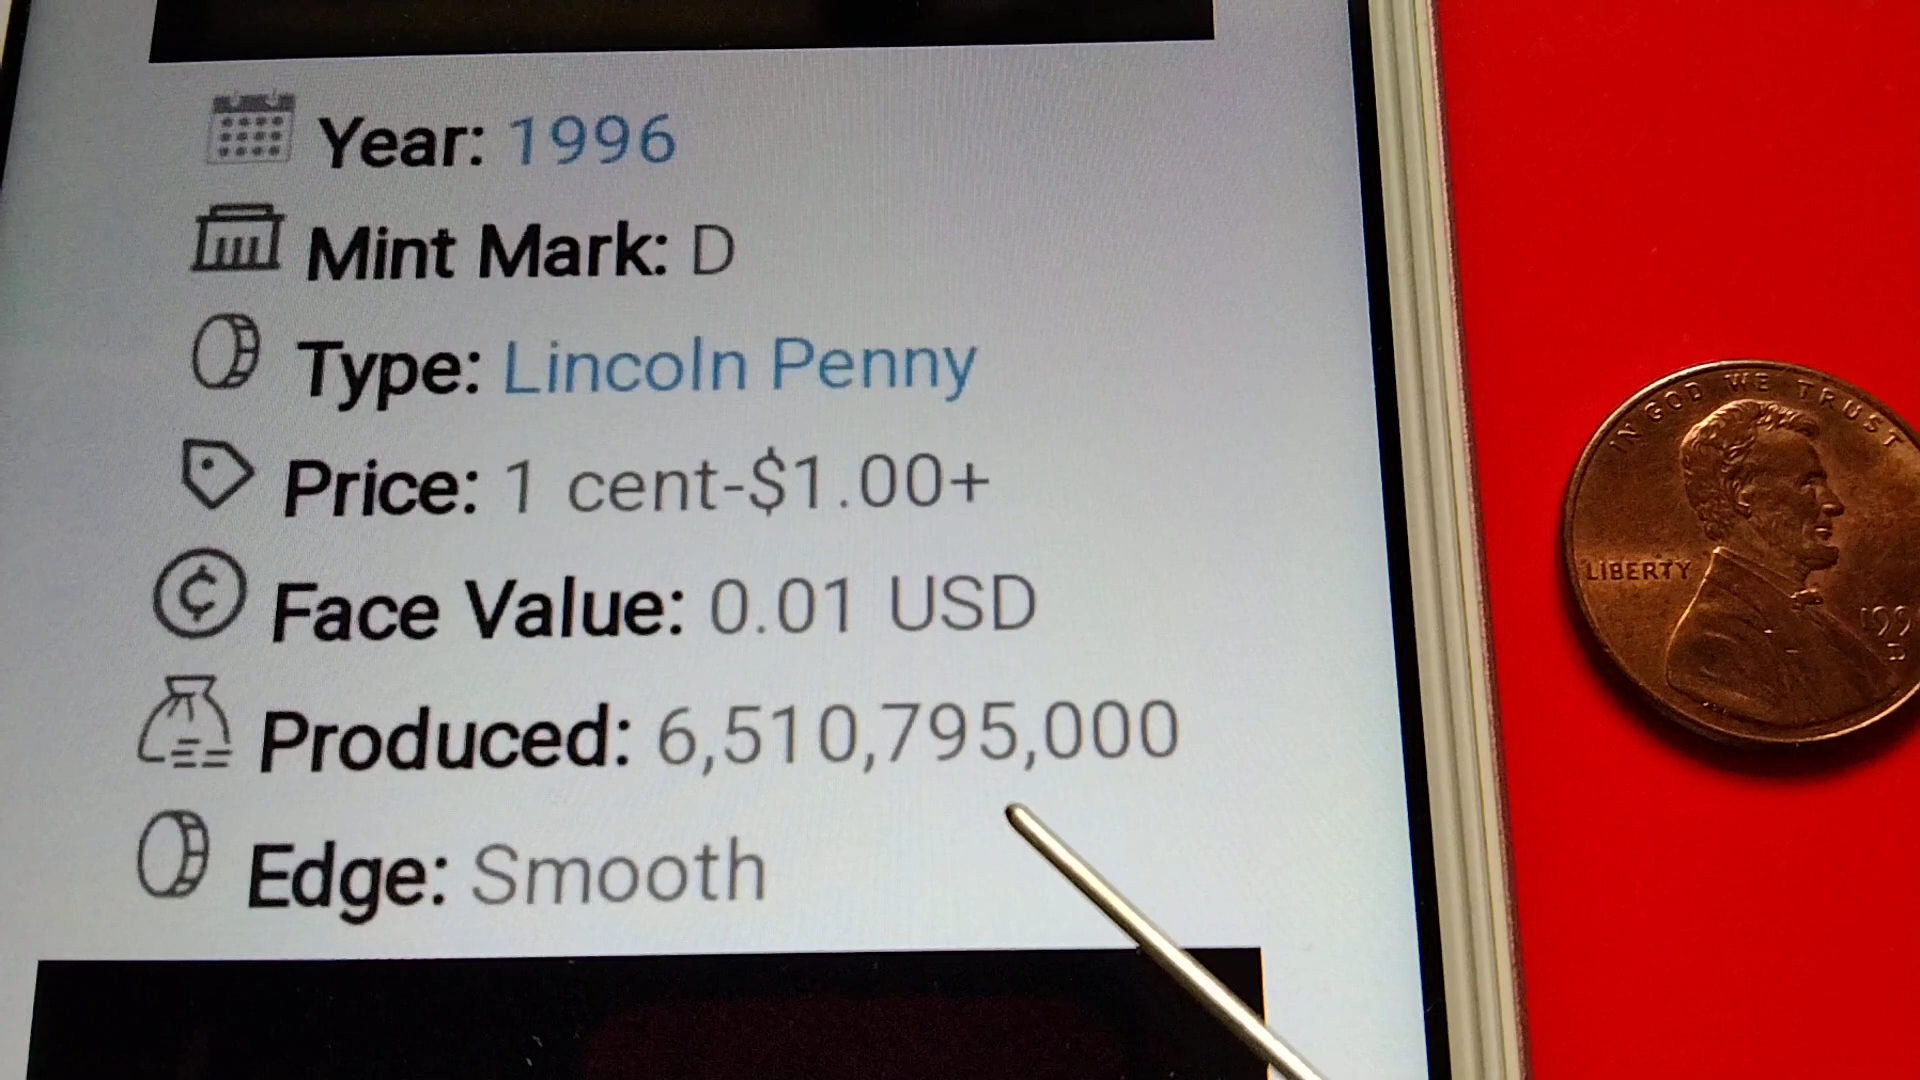 Year: 1996
Mint Mark: D
Type: Lincoln Penny
Price: 1 cent-$1.00+
Face Value: 0.01 USD
Produced: 6,510,795,000
Edge: Smooth
IN GOD WE TRUST
LIBERTY
199
D